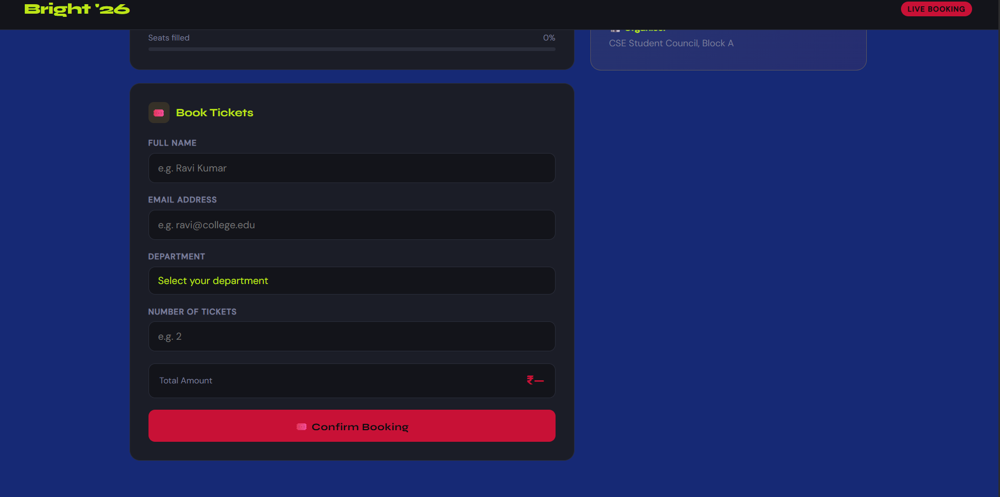 Bright '26
LIVE BOOKING
Seats filled
0%
CSE Student Council, Block A
Book Tickets
FULL NAME
e.g. Ravi Kumar
EMAIL ADDRESS
e.g. ravi@college.edu
DEPARTMENT
Select your department
NUMBER OF TICKETS
e.g. 2
Total Amount
₹—
Confirm Booking